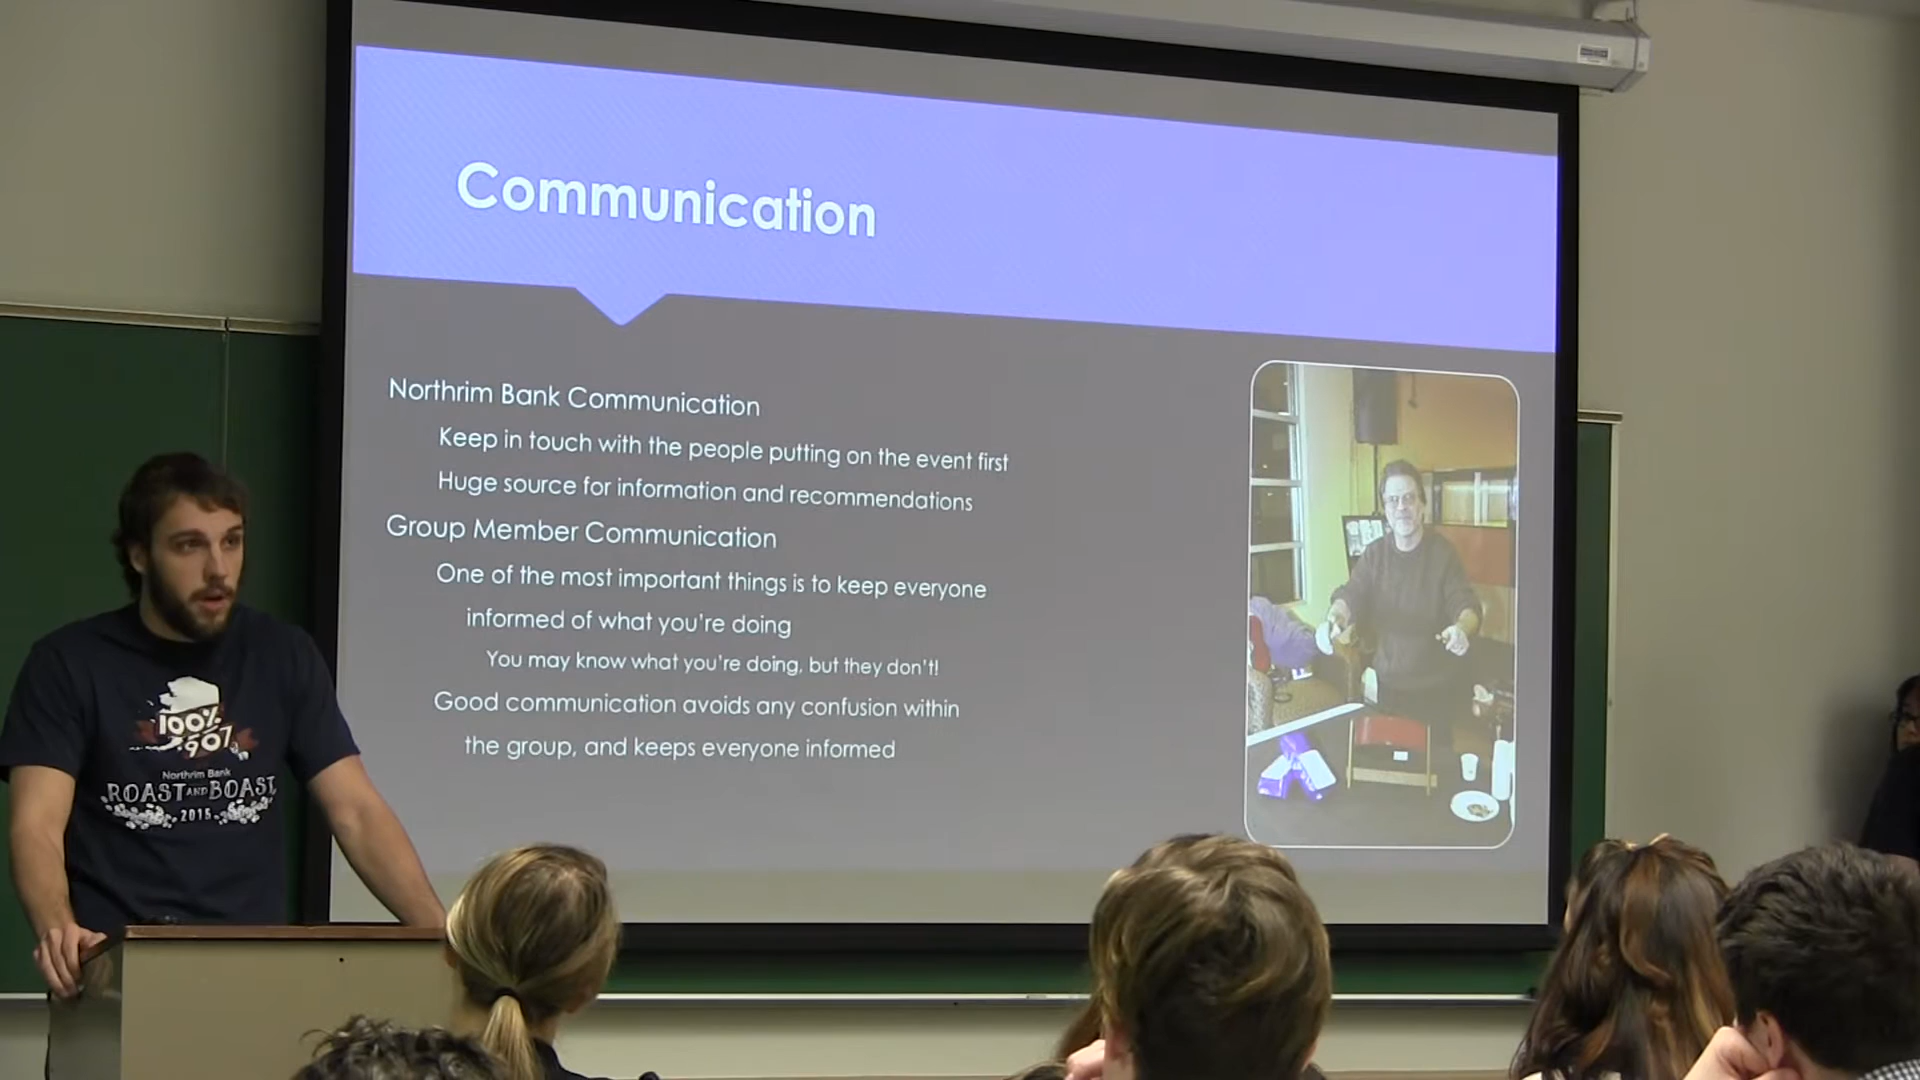 Communication
Northrim Bank Communication
Keep in touch with the people putting on the event first
Huge source for information and recommendations
Group Member Communication
One of the most important things is to keep everyone
informed of what you're doing
You may know what you're doing, but they don't!
Good communication avoids any confusion within
the group, and keeps everyone informed
100%
907
Northrim Bank
ROAST AND BOAST
2015